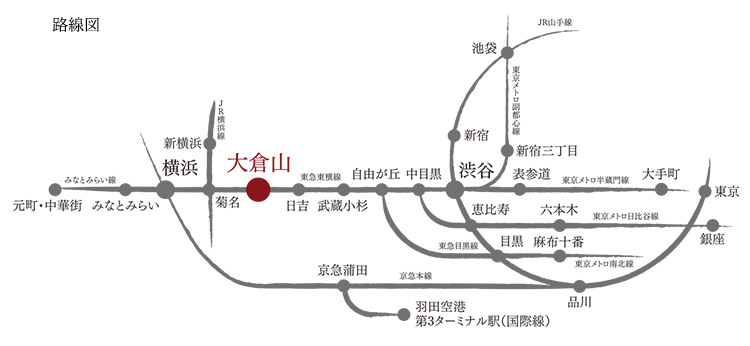 路線図
JR山手線
池袋
東京メトロ副都心線
JR横浜線
新横浜
新宿
新宿三丁目
横浜
大倉山
渋谷
みなとみらい線
東急東横線
自由が丘
中目黒
表参道
東京メトロ半蔵門線
大手町
東京
元町・中華街
みなとみらい
菊名
日吉
武蔵小杉
恵比寿
六本木
東京メトロ日比谷線
銀座
東急目黒線
目黒
麻布十番
東京メトロ南北線
京急蒲田
京急本線
品川
羽田空港
第3ターミナル駅(国際線)